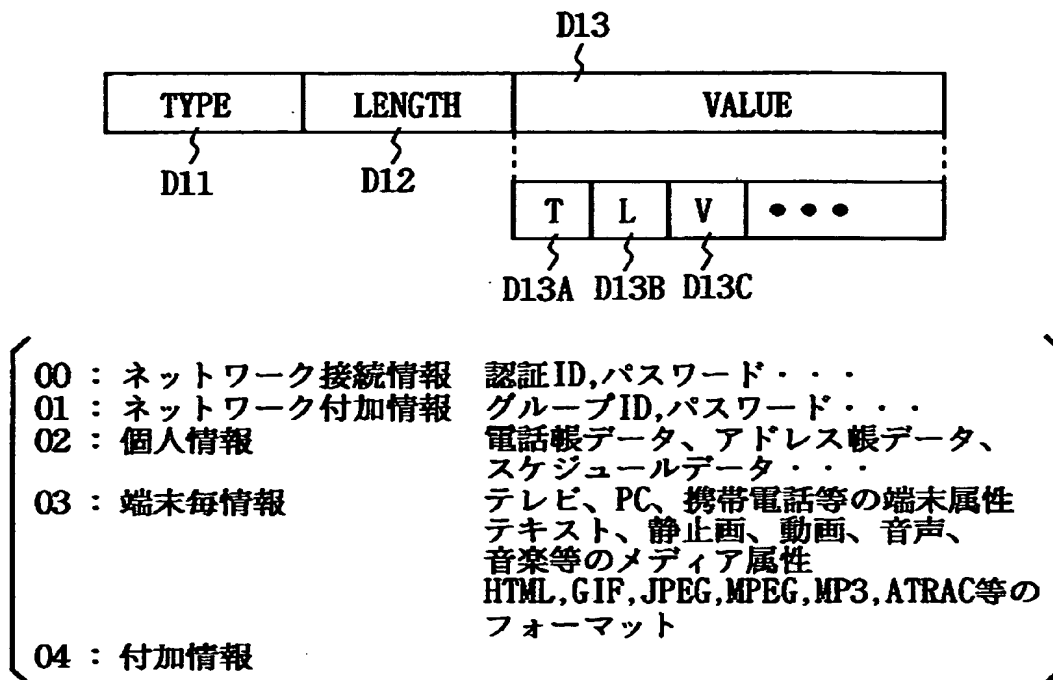 D13
TYPE LENGTH VALUE
D11 D12
T L V ●●●
D13A D13B D13C
00：ネットワーク接続情報 認証ID,パスワード・・・
01：ネットワーク付加情報 グループID,パスワード・・・
02：個人情報 電話帳データ、アドレス帳データ、
スケジュールデータ・・・
03：端末毎情報 テレビ、PC、携帯電話等の端末属性
テキスト、静止画、動画、音声、
音楽等のメディア属性
HTML,GIF,JPEG,MPEG,MP3,ATRAC等の
フォーマット
04：付加情報